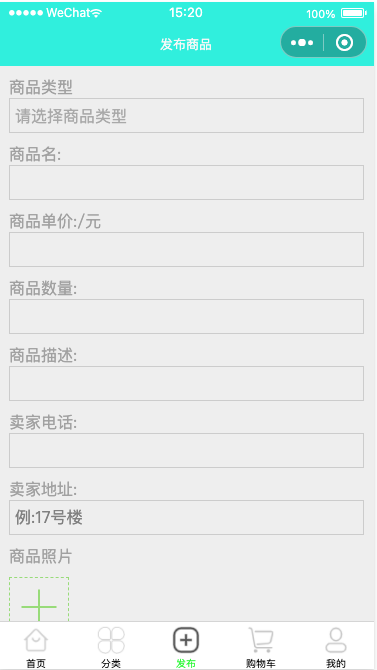 WeChat 15:20 100%
发布商品
商品类型
请选择商品类型
商品名:
商品单价:/元
商品数量:
商品描述:
卖家电话:
卖家地址:
例:17号楼
商品照片
首页 分类 发布 购物车 我的